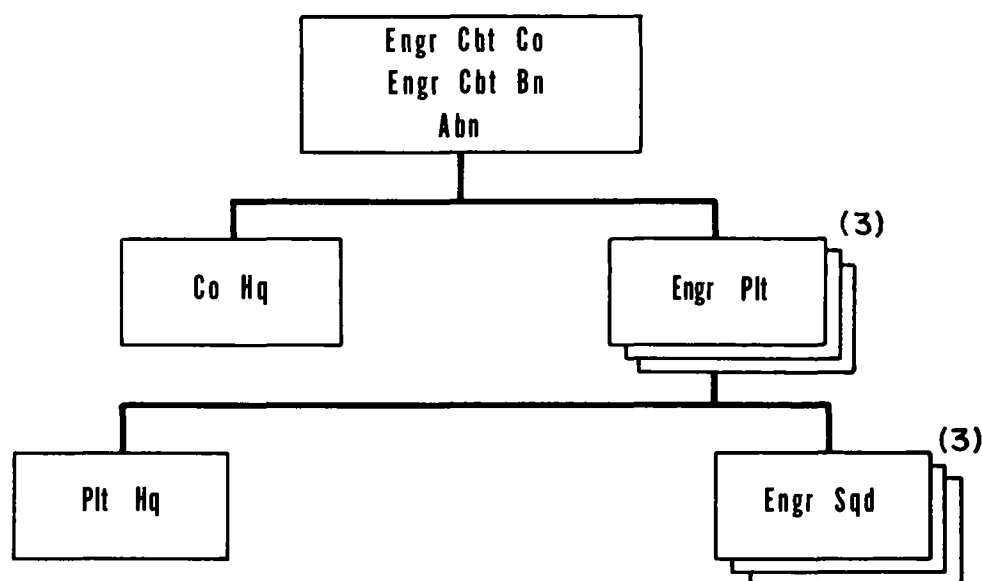 Engr Cbt Co
Engr Cbt Bn
Abn
(3)
Co Hq
Engr Plt
(3)
Plt Hq
Engr Sqd